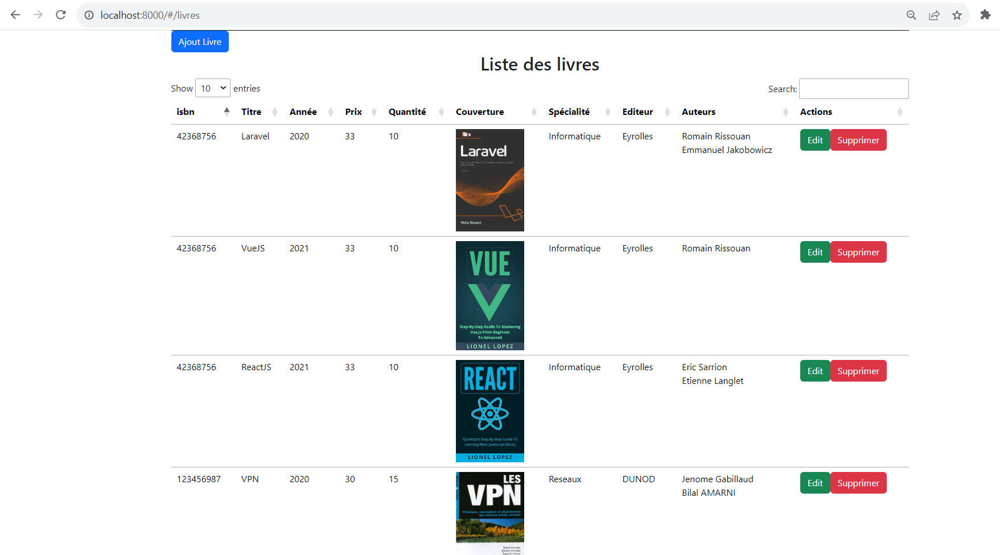 localhost:8000/#/livres
Ajout Livre
Liste des livres
Show 10 entries
Search:
isbn Titre Année Prix Quantité Couverture Spécialité Editeur Auteurs Actions
42368756 Laravel 2020 33 10 Informatique Eyrolles Romain Rissouan Edit Supprimer
Emmanuel Jakobowicz
Laravel
Rufus Stewart
42368756 VueJS 2021 33 10 Informatique Eyrolles Romain Rissouan Edit Supprimer
VUE
Step-By-Step Guide To Mastering
Vue.js From Beginner
To Advanced
LIONEL LOPEZ
42368756 ReactJS 2021 33 10 Informatique Eyrolles Eric Sarrion Edit Supprimer
Etienne Langlet
REACT
Quickstart Step-By-Step Guide To
Learning React Javascript Library
LIONEL LOPEZ
123456987 VPN 2020 30 15 Reseaux DUNOD Jenome Gabillaud Edit Supprimer
Bilal AMARNI
LES
VPN
Principes, conception et déploiement
des réseaux privés virtuels